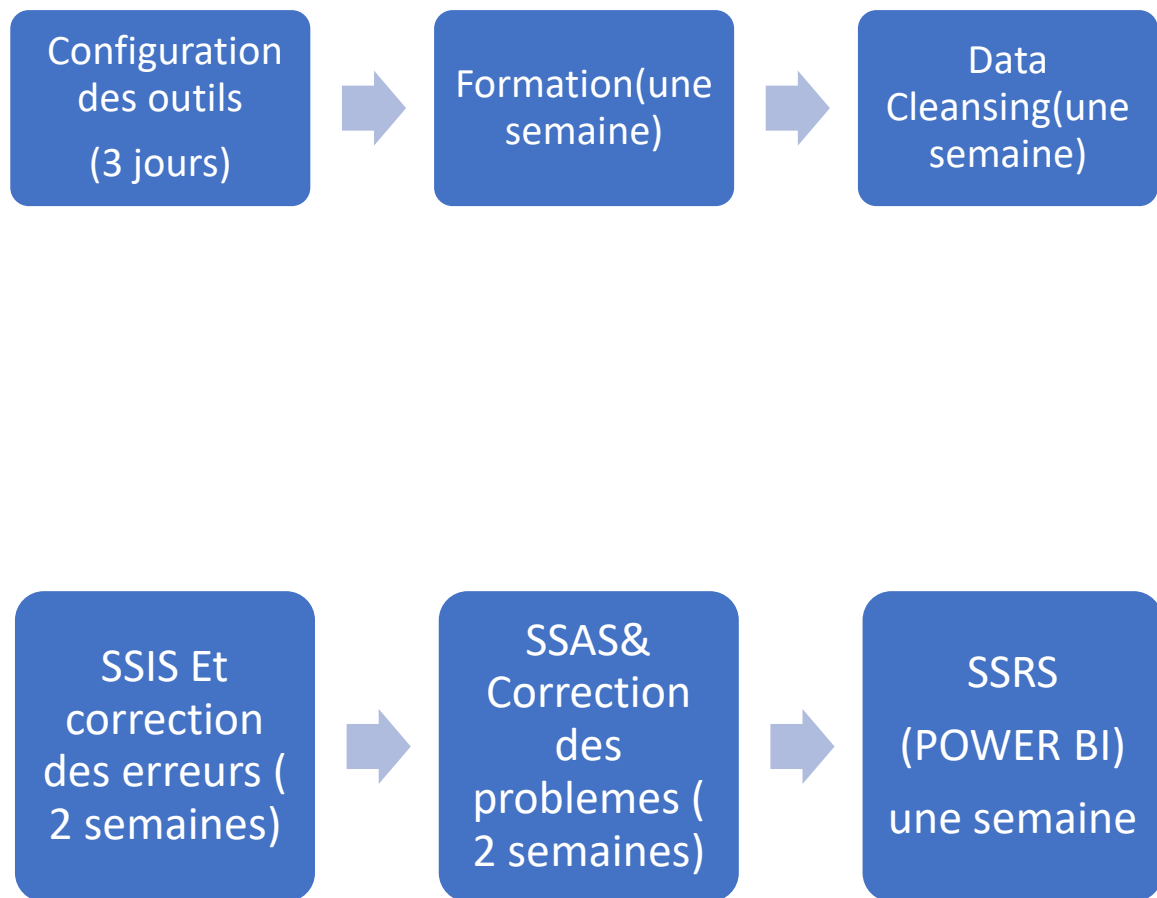 Configuration
des outils
(3 jours)
Formation(une
semaine)
Data
Cleansing(une
semaine)
SSIS Et
correction
des erreurs (
2 semaines)
SSAS&
Correction
des
problemes (
2 semaines)
SSRS
(POWER BI)
une semaine